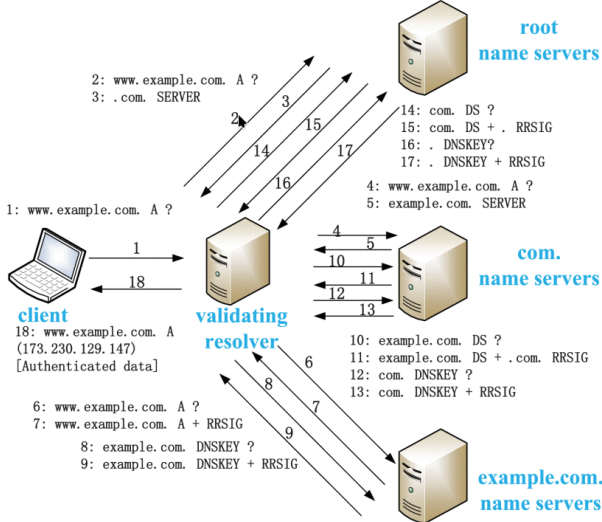 root
name servers
2: www.example.com. A ?
3: .com. SERVER
2
3
15
14
17
16
14: com. DS ?
15: com. DS + . RRSIG
16: . DNSKEY?
17: . DNSKEY + RRSIG
4: www.example.com. A ?
5: example.com. SERVER
1: www.example.com. A ?
1
18
4
5
10
11
12
13
com.
name servers
client
validating
resolver
18: www.example.com. A
(173.230.129.147)
[Authenticated data]
10: example.com. DS ?
11: example.com. DS + .com. RRSIG
12: com. DNSKEY ?
13: com. DNSKEY + RRSIG
6
8
7
9
6: www.example.com. A ?
7: www.example.com. A + RRSIG
8: example.com. DNSKEY ?
9: example.com. DNSKEY + RRSIG
example.com.
name servers